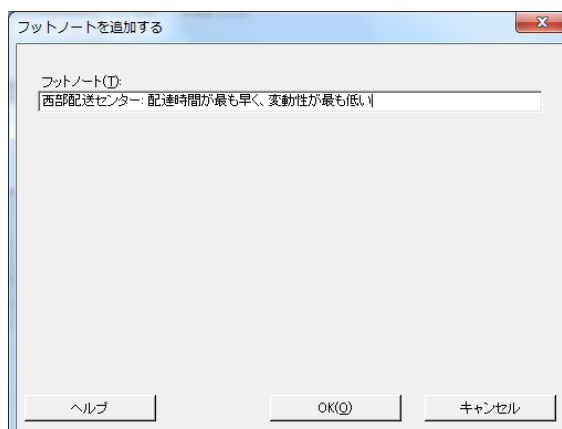 フットノートを追加する
フットノート(T):
西部配送センター: 配達時間が最も早く、変動性が最も低い
ヘルプ
OK(O)
キャンセル